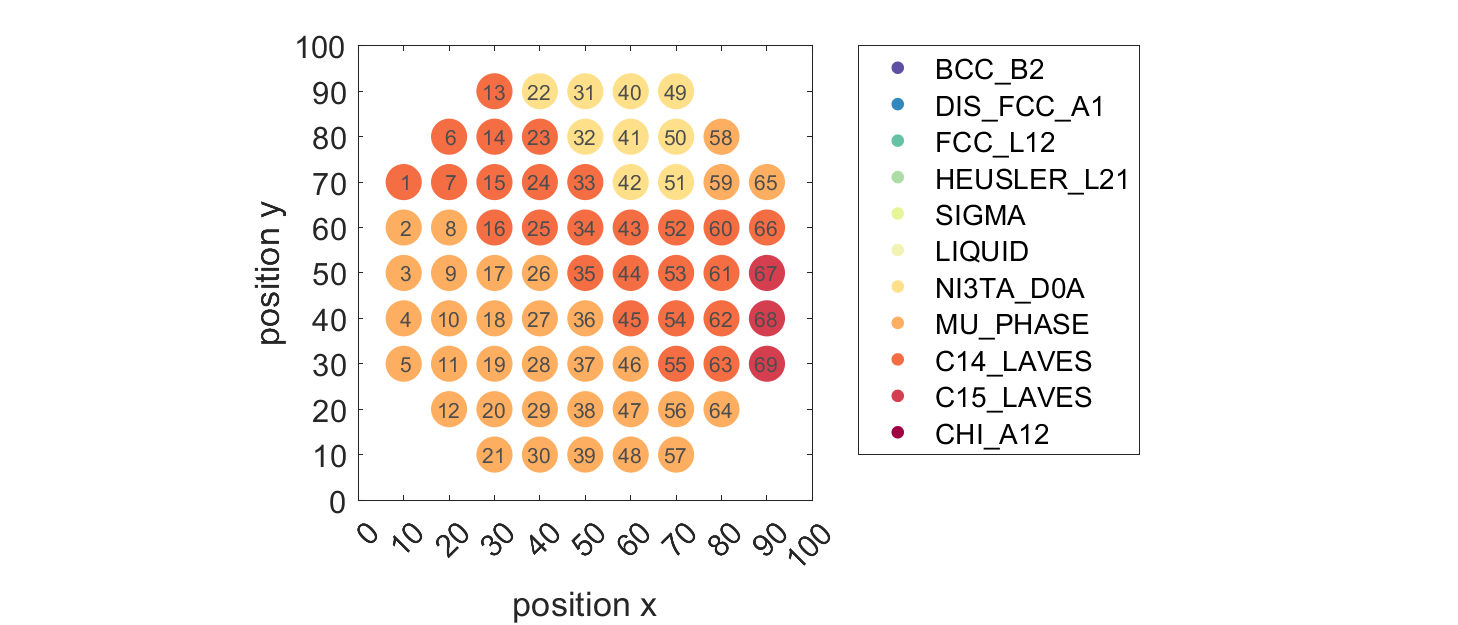 100
90
80
70
60
50
40
30
20
10
0
position y
13 22 31 40 49
6 14 23 32 41 50 58
1 7 15 24 33 42 51 59 65
2 8 16 25 34 43 52 60 66
3 9 17 26 35 44 53 61 67
4 10 18 27 36 45 54 62 68
5 11 19 28 37 46 55 63 69
12 20 29 38 47 56 64
21 30 39 48 57
0 10 20 30 40 50 60 70 80 90 100
position x
BCC_B2
DIS_FCC_A1
FCC_L12
HEUSLER_L21
SIGMA
LIQUID
NI3TA_D0A
MU_PHASE
C14_LAVES
C15_LAVES
CHI_A12